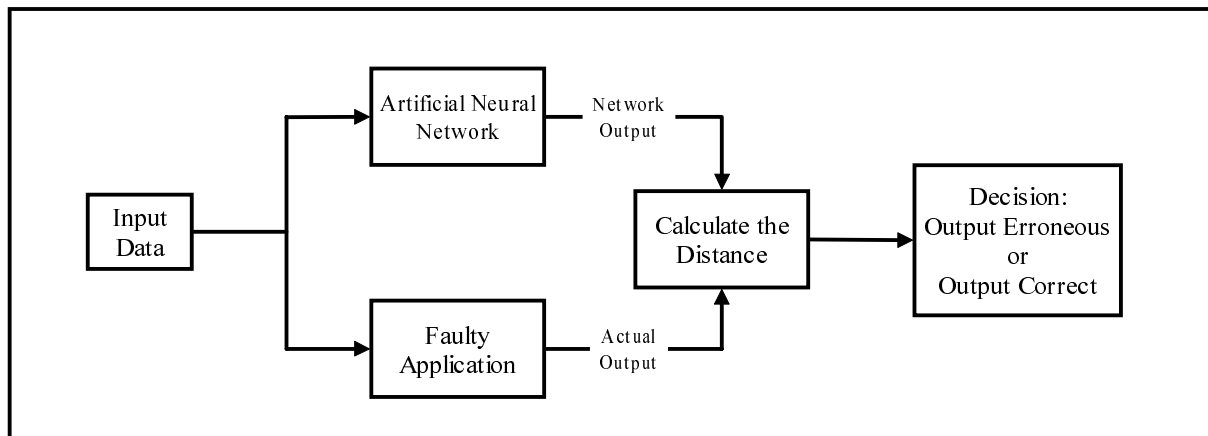 Input
Data
Artificial Neural
Network
Network
Output
Faulty
Application
Actual
Output
Calculate the
Distance
Decision:
Output Erroneous
or
Output Correct